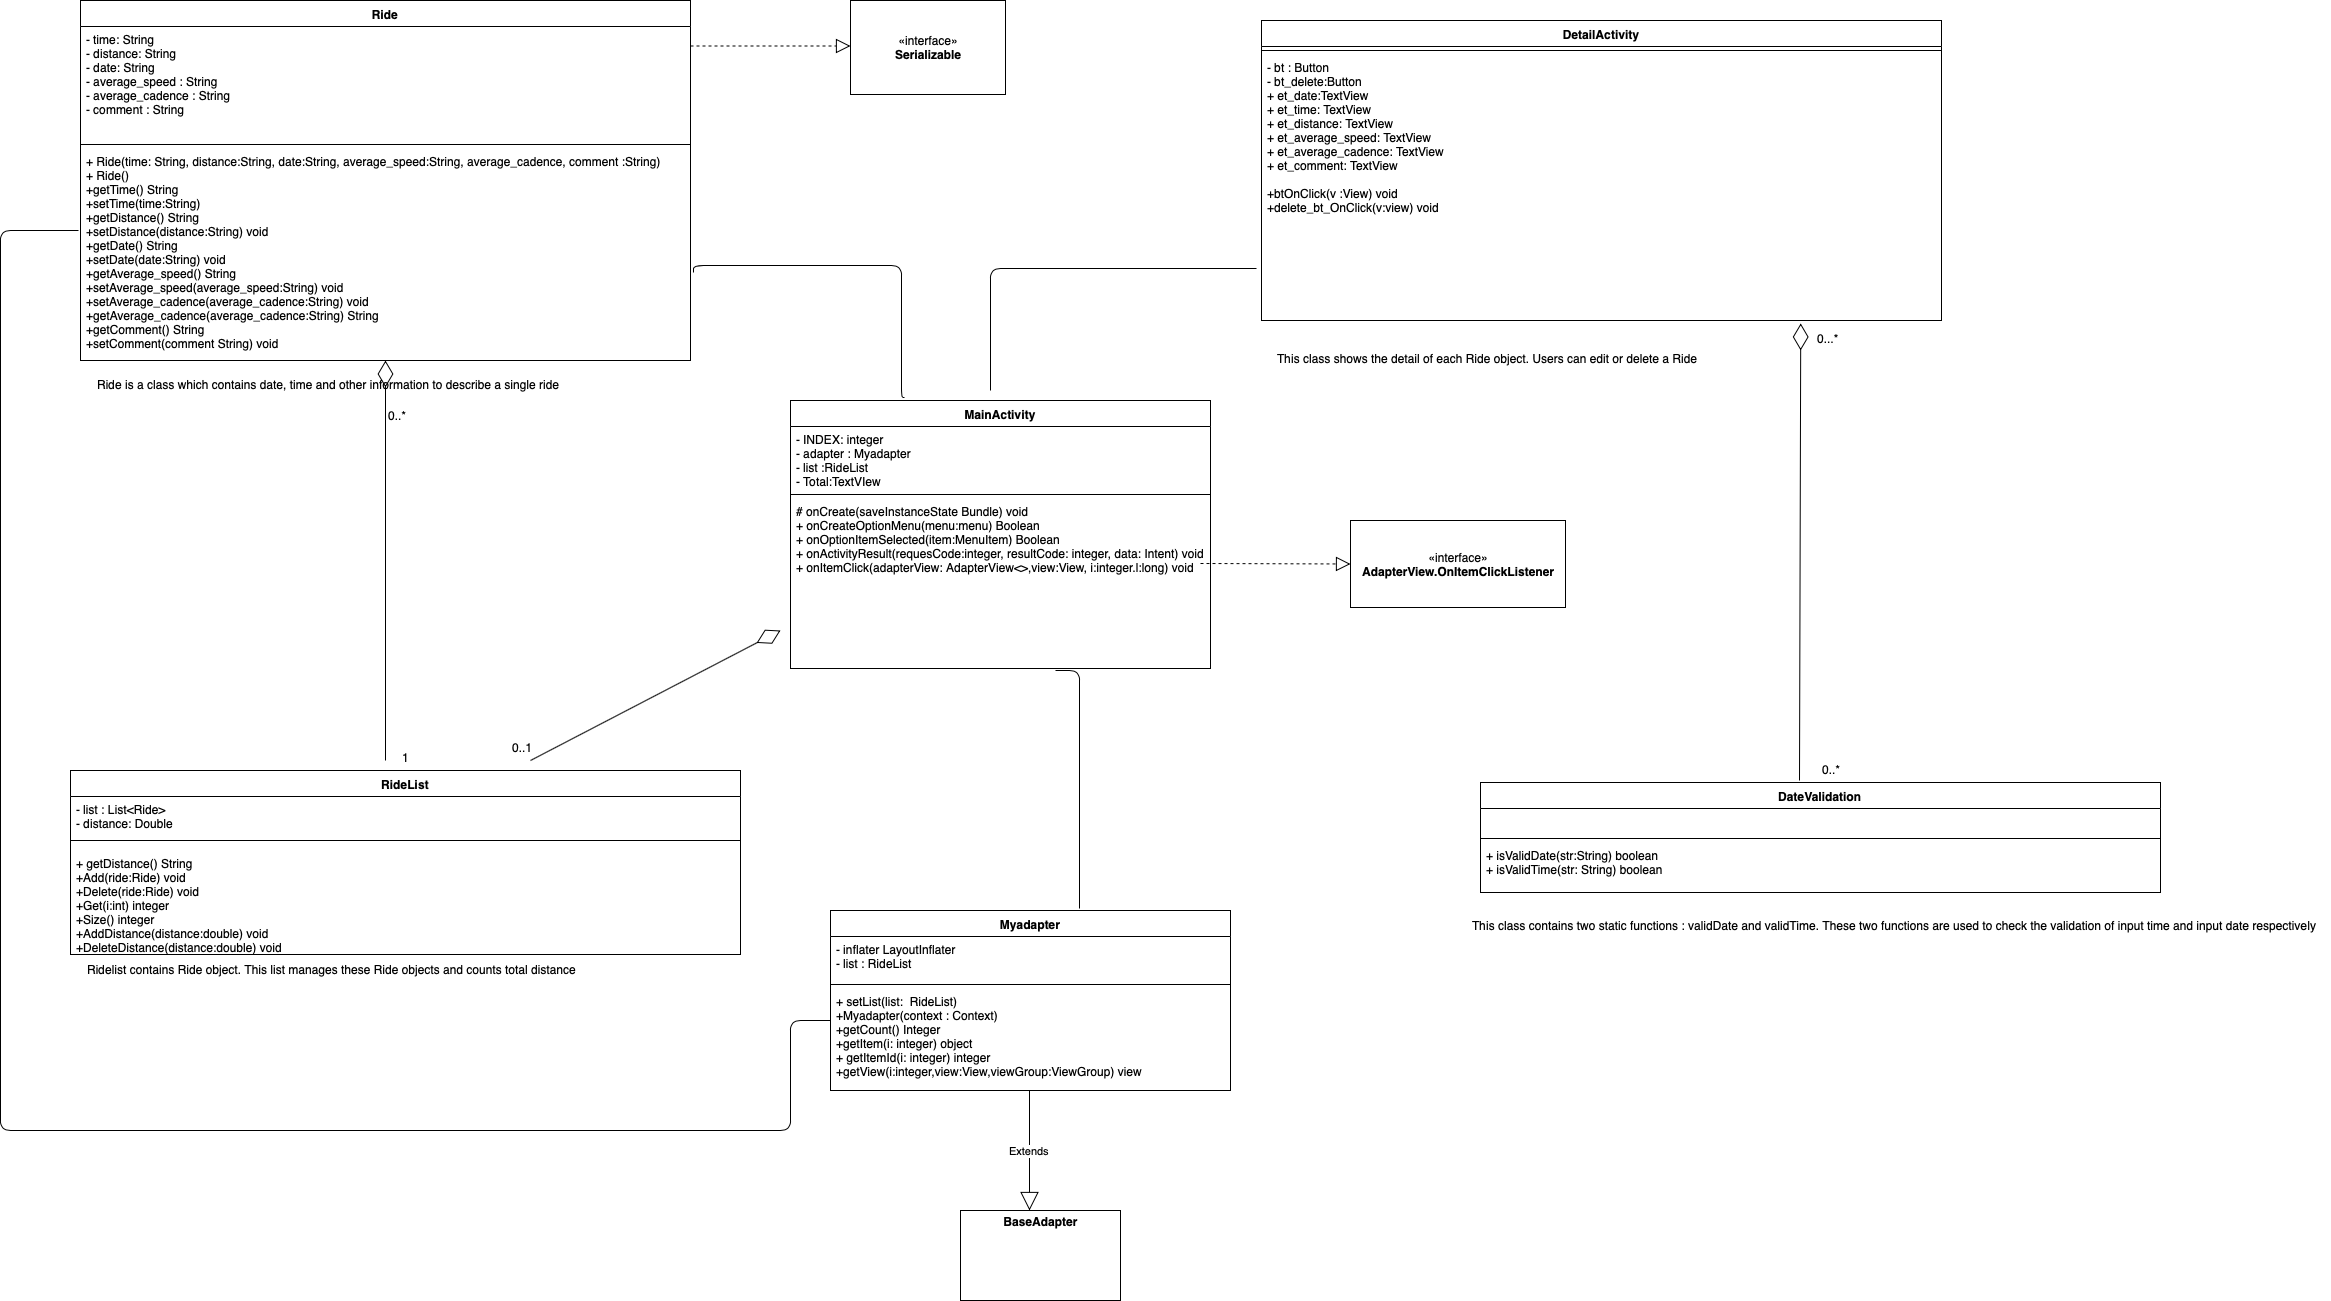 Ride
- time: String
- distance: String
- date: String
- average_speed : String
- average_cadence : String
- comment : String
+ Ride(time: String, distance:String, date:String, average_speed:String, average_cadence, comment :String)
+ Ride()
+getTime() String
+setTime(time:String)
+getDistance() String
+setDistance(distance:String) void
+getDate() String
+setDate(date:String) void
+getAverage_speed() String
+setAverage_speed(average_speed:String) void
+setAverage_cadence(average_cadence:String) void
+getAverage_cadence(average_cadence:String) String
+getComment() String
+setComment(comment String) void
Ride is a class which contains date, time and other information to describe a single ride
0..*
1
«interface»
Serializable
DetailActivity
- bt : Button
- bt_delete:Button
+ et_date:TextView
+ et_time: TextView
+ et_distance: TextView
+ et_average_speed: TextView
+ et_average_cadence: TextView
+ et_comment: TextView
+btOnClick(v :View) void
+delete_bt_OnClick(v:view) void
This class shows the detail of each Ride object. Users can edit or delete a Ride
0...*
0..*
MainActivity
- INDEX: integer
- adapter : Myadapter
- list :RideList
- Total:TextVIew
# onCreate(saveInstanceState Bundle) void
+ onCreateOptionMenu(menu:menu) Boolean
+ onOptionItemSelected(item:MenuItem) Boolean
+ onActivityResult(requesCode:integer, resultCode: integer, data: Intent) void
+ onItemClick(adapterView: AdapterView<>,view:View, i:integer.l:long) void
«interface»
AdapterView.OnItemClickListener
0..1
RideList
- list : List<Ride>
- distance: Double
+ getDistance() String
+Add(ride:Ride) void
+Delete(ride:Ride) void
+Get(i:int) integer
+Size() integer
+AddDistance(distance:double) void
+DeleteDistance(distance:double) void
Ridelist contains Ride object. This list manages these Ride objects and counts total distance
DateValidation
+ isValidDate(str:String) boolean
+ isValidTime(str: String) boolean
This class contains two static functions : validDate and validTime. These two functions are used to check the validation of input time and input date respectively
Myadapter
- inflater LayoutInflater
- list : RideList
+ setList(list:  RideList)
+Myadapter(context : Context)
+getCount() Integer
+getItem(i: integer) object
+ getItemId(i: integer) integer
+getView(i:integer,view:View,viewGroup:ViewGroup) view
Extends
BaseAdapter